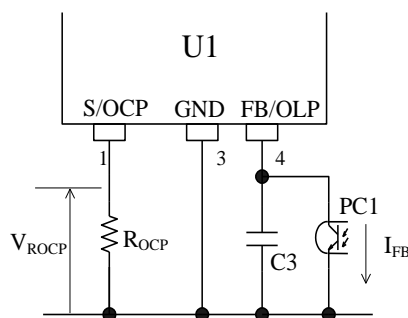 U1
S/OCP GND FB/OLP
1 3 4
PC1
VROCP ROCP C3 IFB